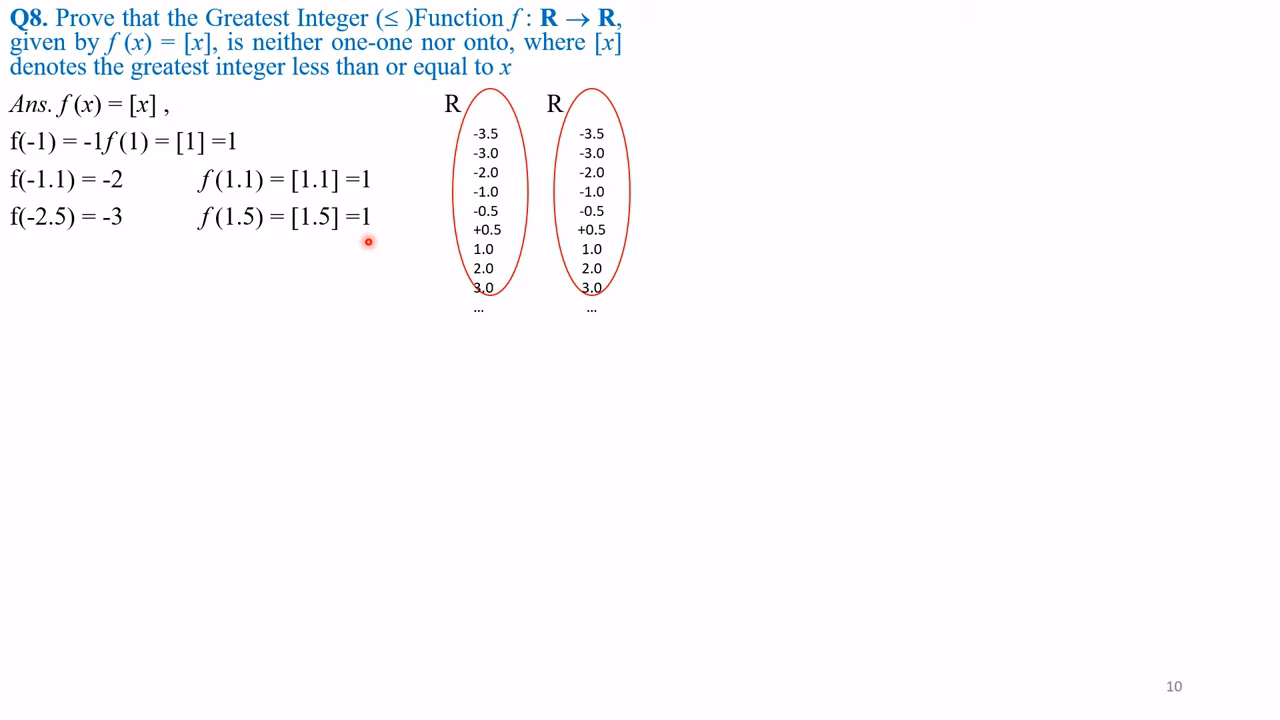 Q8. Prove that the Greatest Integer (≤ )Function f : R → R,
given by f (x) = [x], is neither one-one nor onto, where [x]
denotes the greatest integer less than or equal to x
Ans. f (x) = [x] ,
f(-1) = -1f (1) = [1] =1
f(-1.1) = -2 f (1.1) = [1.1] =1
f(-2.5) = -3 f (1.5) = [1.5] =1
R
-3.5
-3.0
-2.0
-1.0
-0.5
+0.5
1.0
2.0
3.0
...
R
-3.5
-3.0
-2.0
-1.0
-0.5
+0.5
1.0
2.0
3.0
...
10